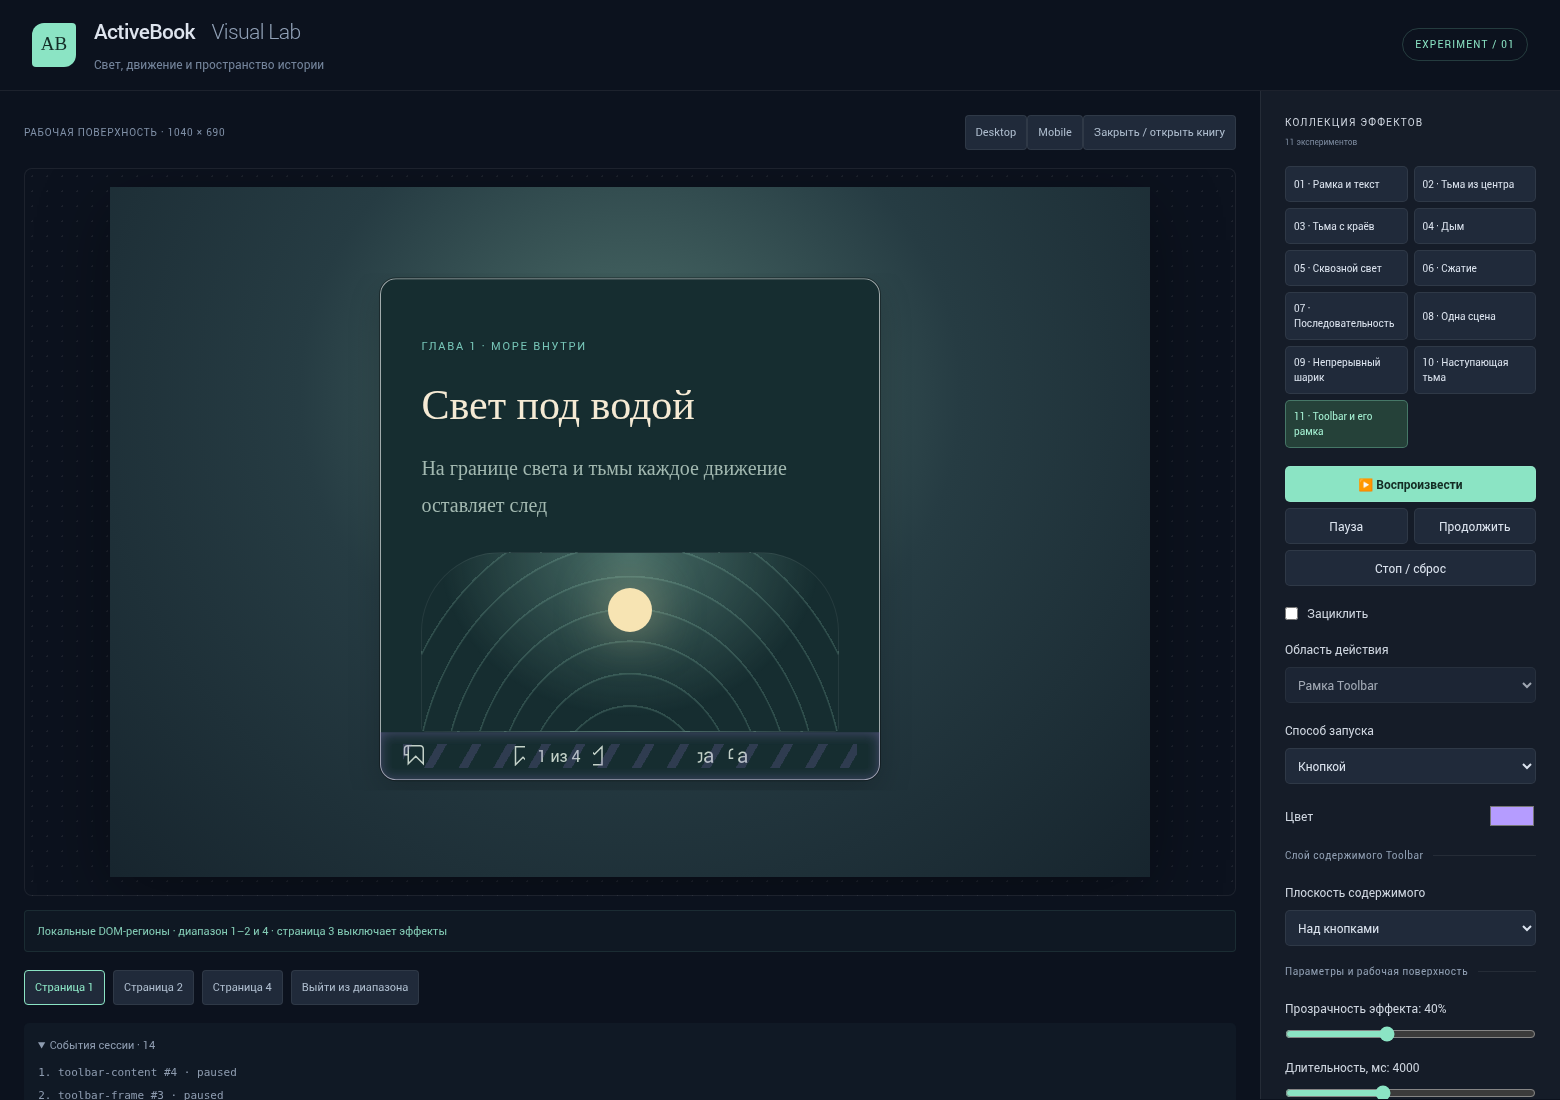 AB
ActiveBook Visual Lab
Свет, движение и пространство истории
EXPERIMENT / 01
РАБОЧАЯ ПОВЕРХНОСТЬ · 1040 × 690
Desktop
Mobile
Закрыть / открыть книгу
ГЛАВА 1 · МОРЕ ВНУТРИ
Свет под водой
На границе света и тьмы каждое движение
оставляет след
1 из 4
Локальные DOM-регионы · диапазон 1–2 и 4 · страница 3 выключает эффекты
Страница 1
Страница 2
Страница 4
Выйти из диапазона
▼ События сессии · 14
1. toolbar-content #4 · paused
2. toolbar-frame #3 · paused
КОЛЛЕКЦИЯ ЭФФЕКТОВ
11 экспериментов
01 · Рамка и текст
02 · Тьма из центра
03 · Тьма с краёв
04 · Дым
05 · Сквозной свет
06 · Сжатие
07 ·
Последовательность
08 · Одна сцена
09 · Непрерывный
шарик
10 · Наступающая
тьма
11 · Toolbar и его
рамка
▶️ Воспроизвести
Пауза
Продолжить
Стоп / сброс
Зациклить
Область действия
Рамка Toolbar
Способ запуска
Кнопкой
Цвет
Слой содержимого Toolbar
Плоскость содержимого
Над кнопками
Параметры и рабочая поверхность
Прозрачность эффекта: 40%
Длительность, мс: 4000